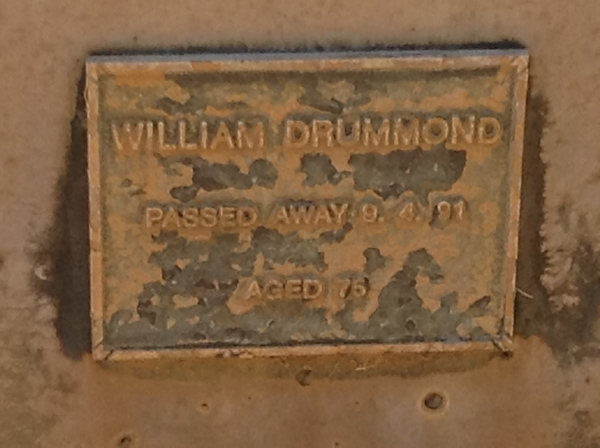 WILLIAM DRUMMOND
PASSED AWAY 9. 4. 91
AGED 75